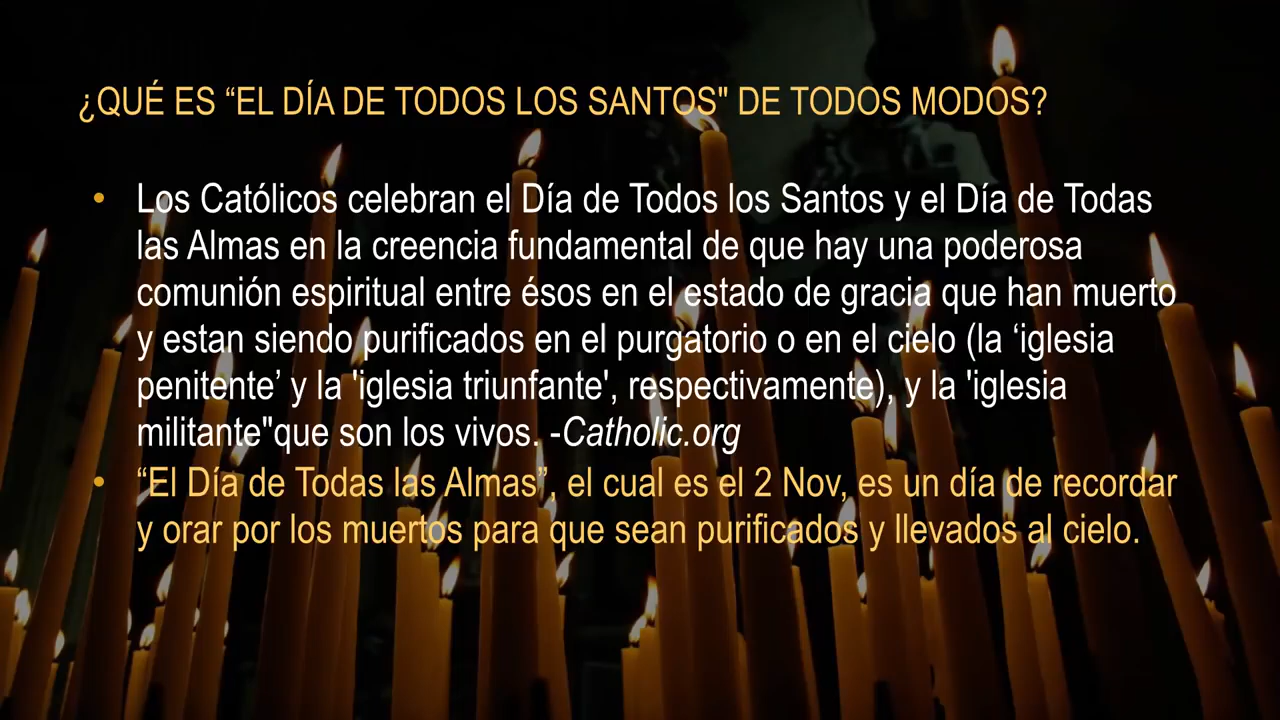 ¿QUÉ ES “EL DÍA DE TODOS LOS SANTOS" DE TODOS MODOS?
• Los Católicos celebran el Día de Todos los Santos y el Día de Todas
las Almas en la creencia fundamental de que hay una poderosa
comunión espiritual entre ésos en el estado de gracia que han muerto
y estan siendo purificados en el purgatorio o en el cielo (la ‘iglesia
penitente’ y la 'iglesia triunfante', respectivamente), y la 'iglesia
militante"que son los vivos. -Catholic.org
• “El Día de Todas las Almas”, el cual es el 2 Nov, es un día de recordar
y orar por los muertos para que sean purificados y llevados al cielo.